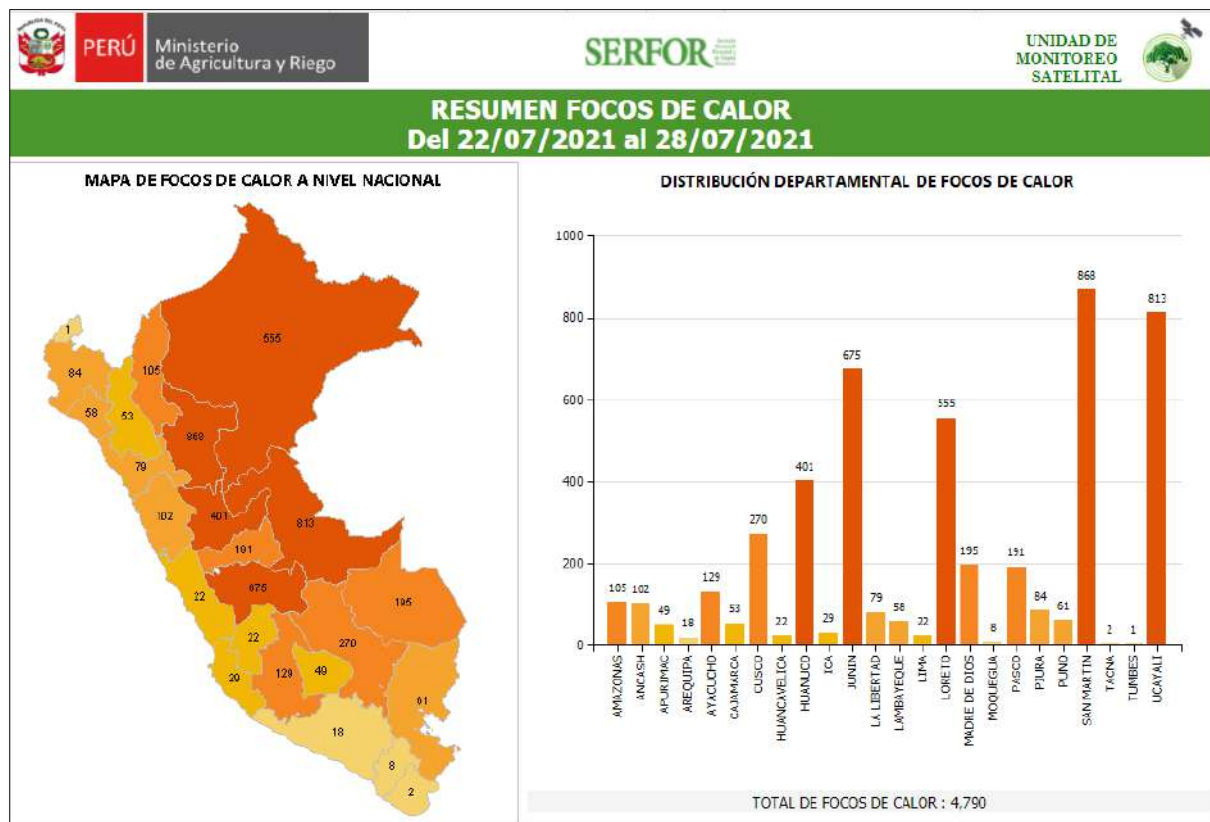 PERÚ
Ministerio
de Agricultura y Riego
SERFOR
UNIDAD DE
MONITOREO
SATELITAL
RESUMEN FOCOS DE CALOR
Del 22/07/2021 al 28/07/2021
MAPA DE FOCOS DE CALOR A NIVEL NACIONAL
1
84
58
53
105
555
868
79
102
401
813
191
675
22
195
22
270
29
129
49
61
18
8
2
DISTRIBUCIÓN DEPARTAMENTAL DE FOCOS DE CALOR
1000
800
600
400
200
0
105
102
49
18
129
53
270
22
401
29
675
79
58
22
555
195
8
191
84
61
868
2
1
813
AMAZONAS
ANCASH
APURIMAC
AREQUIPA
AYACUCHO
CAJAMARCA
CUSCO
HUANCAVELICA
HUANUCO
ICA
JUNIN
LA LIBERTAD
LAMBAYEQUE
LIMA
LORETO
MADRE DE DIOS
MOQUEGUA
PASCO
PIURA
PUNO
SAN MARTIN
TACNA
TUMBES
UCAYALI
TOTAL DE FOCOS DE CALOR : 4,790